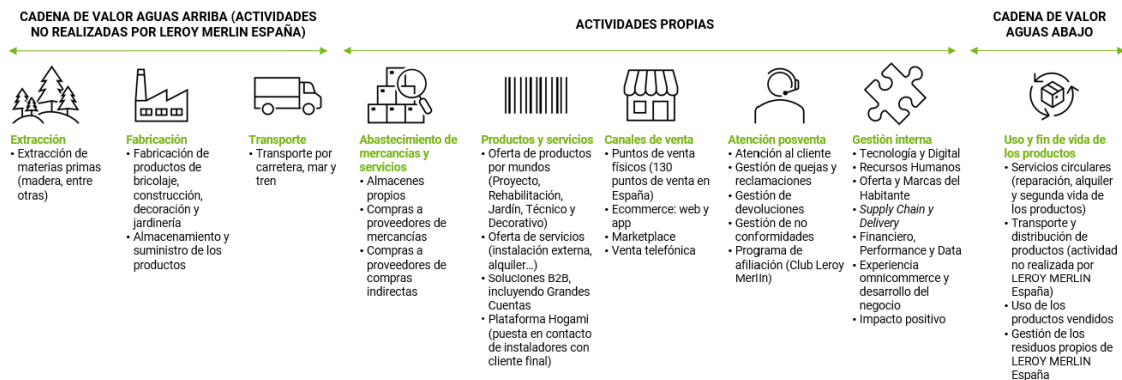 CADENA DE VALOR AGUAS ARRIBA (ACTIVIDADES
NO REALIZADAS POR LEROY MERLIN ESPAÑA)
ACTIVIDADES PROPIAS
CADENA DE VALOR
AGUAS ABAJO
Extracción
• Extracción de
materias primas
(madera, entre
otras)
Fabricación
• Fabricación de
productos de
bricolaje,
construcción,
decoración y
jardinería
• Almacenamiento y
suministro de los
productos
Transporte
• Transporte por
carretera, mar y
tren
Abastecimiento de
mercancías y
servicios
• Almacenes
propios
• Compras a
proveedores de
mercancías
• Compras a
proveedores de
compras
indirectas
Productos y servicios
• Oferta de productos
por mundos
(Proyecto,
Rehabilitación,
Jardín, Técnico y
Decorativo)
• Oferta de servicios
(instalación externa,
alquiler...)
• Soluciones B2B,
incluyendo Grandes
Cuentas
• Plataforma Hogami
(puesta en contacto
de instaladores con
cliente final)
Canales de venta
• Puntos de venta
físicos (130
puntos de venta en
España)
• Ecommerce: web y
app
• Marketplace
• Venta telefónica
Atención posventa
• Atención al cliente
• Gestión de quejas y
reclamaciones
• Gestión de
devoluciones
• Gestión de no
conformidades
• Programa de
afiliación (Club Leroy
Merlin)
Gestión interna
• Tecnología y Digital
• Recursos Humanos
• Oferta y Marcas del
Habitante
• Supply Chain y
Delivery
• Financiero,
Performance y Data
• Experiencia
omnicommerce y
desarrollo del
negocio
• Impacto positivo
Uso y fin de vida de
los productos
• Servicios circulares
(reparación, alquiler
y segunda vida de
los productos)
• Transporte y
distribución de
productos (actividad
no realizada por
LEROY MERLIN
España)
• Uso de los
productos vendidos
• Gestión de los
residuos propios de
LEROY MERLIN
España